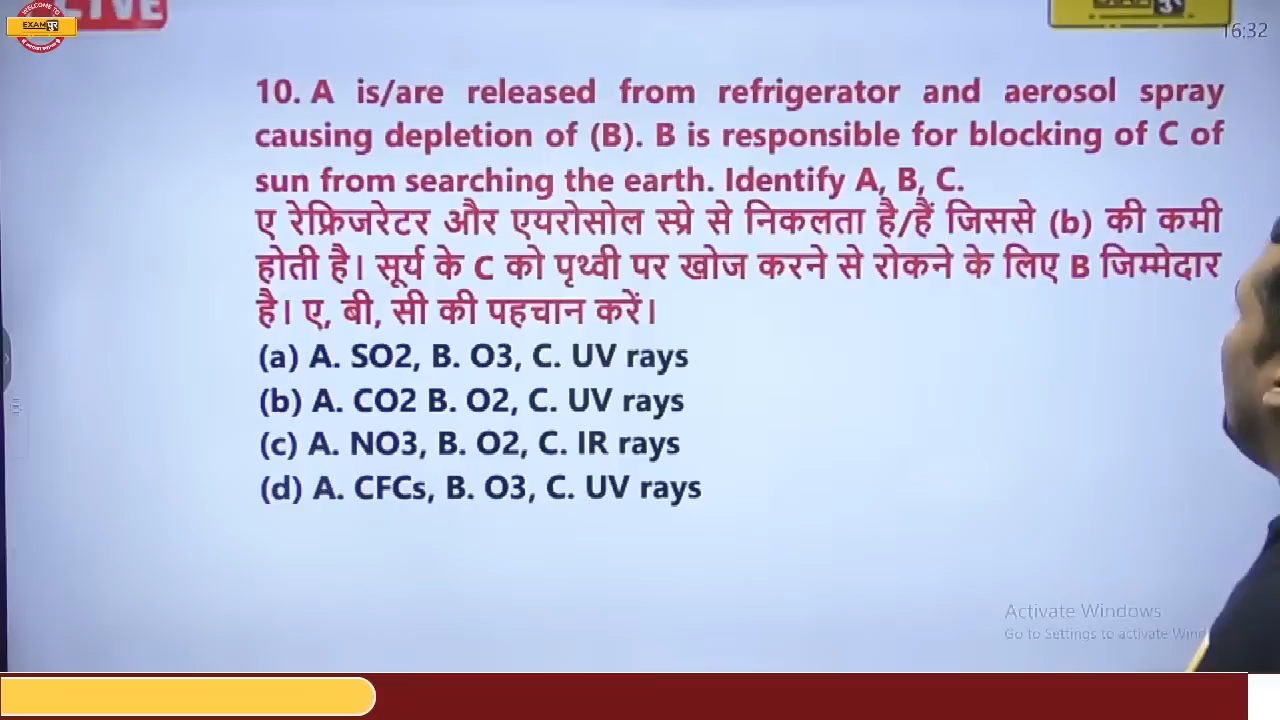 LIVE
WELCOME TO
EXAM पुर
16:32
10. A is/are released from refrigerator and aerosol spray
causing depletion of (B). B is responsible for blocking of C of
sun from searching the earth. Identify A, B, C.
ए रेफ्रिजरेटर और एयरोसोल स्प्रे से निकलता है/हैं जिससे (b) की कमी
होती है। सूर्य के C को पृथ्वी पर खोज करने से रोकने के लिए B जिम्मेदार
है। ए, बी, सी की पहचान करें।
(a) A. SO2, B. O3, C. UV rays
(b) A. CO2 B. O2, C. UV rays
(c) A. NO3, B. O2, C. IR rays
(d) A. CFCs, B. O3, C. UV rays
Activate Windows
Go to Settings to activate